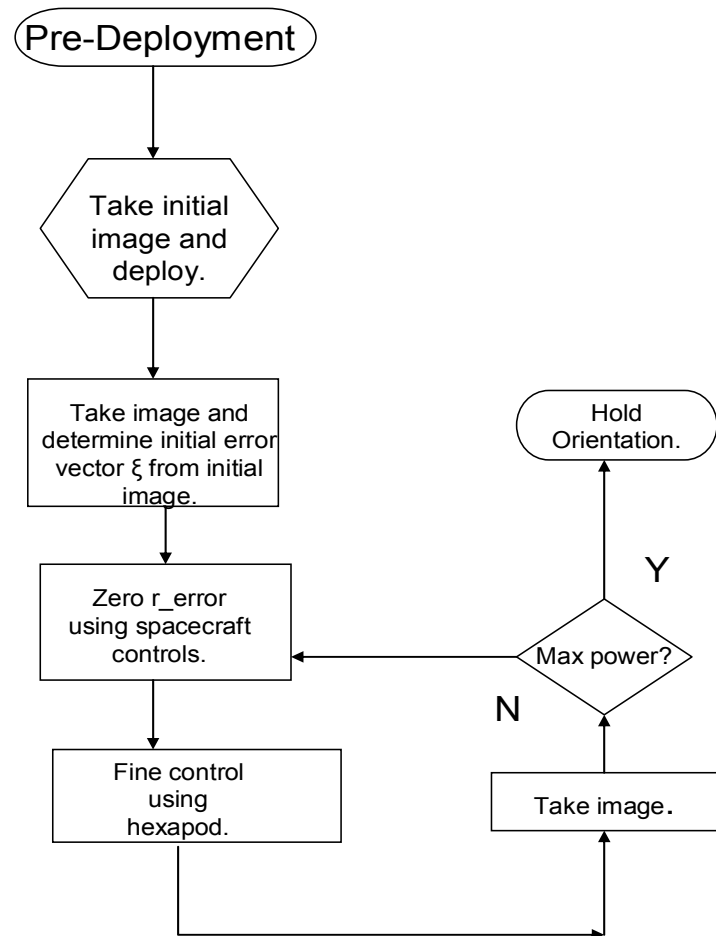 Pre-Deployment
Take initial
image and
deploy.
Take image and
determine initial error
vector ξ from initial
image.
Zero r_error
using spacecraft
controls.
Fine control
using
hexapod.
Take image.
Max power?
N
Y
Hold
Orientation.